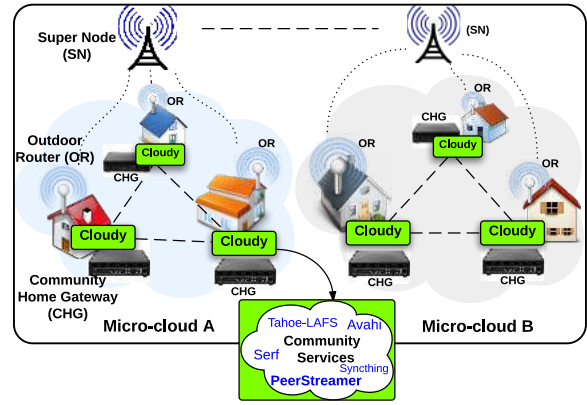 Super Node
(SN)
(SN)
OR
OR
OR
OR
OR
CHG
Outdoor
Router (OR)
Cloudy
Cloudy
CHG
Cloudy
Cloudy
Cloudy
Cloudy
Community
Home Gateway
(CHG)
CHG
CHG
CHG
Micro-cloud A
Micro-cloud B
Tahoe-LAFS
Avahi
Community
Serf
Services
Syncthing
PeerStreamer